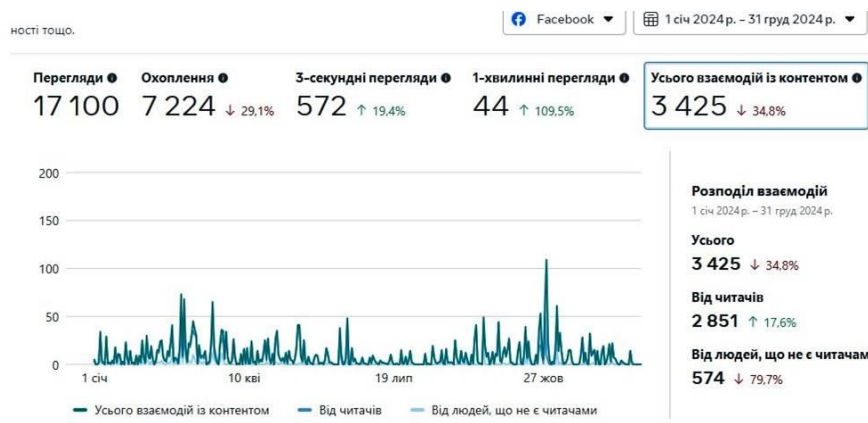 Facebook
1 січ 2024 р. – 31 груд 2024 р.
ності тощо.
Перегляди
17 100
Охоплення
7 224 ↓ 29,1%
3-секундні перегляди
572 ↑ 19,4%
1-хвилинні перегляди
44 ↑ 109,5%
Усього взаємодій із контентом
3 425 ↓ 34,8%
200
150
100
50
0
1 січ
10 кві
19 лип
27 жов
Усього взаємодій із контентом
Від читачів
Від людей, що не є читачами
Розподіл взаємодій
1 січ 2024 р. – 31 груд 2024 р.
Усього
3 425 ↓ 34,8%
Від читачів
2 851 ↑ 17,6%
Від людей, що не є читачам
574 ↓ 79,7%